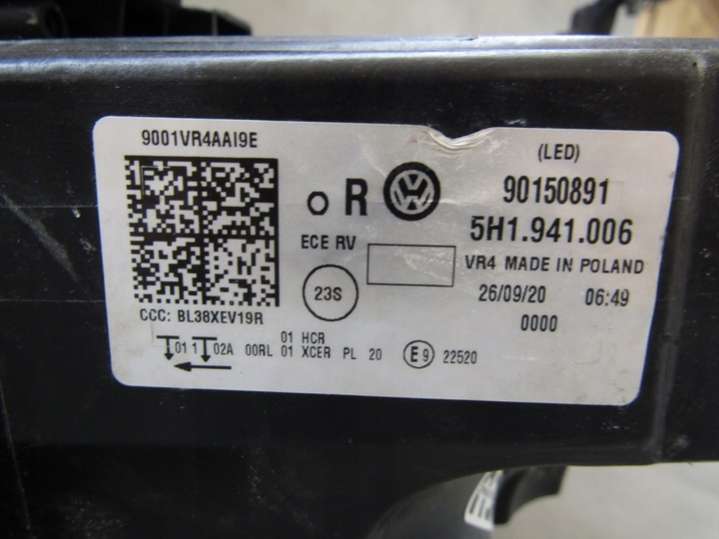 9001VR4AAI9E
(LED)
R
90150891
5H1.941.006
ECE RV
VR4 MADE IN POLAND
23S
26/09/20 06:49
0000
CCC: BL38XEV19R
01 HCR
01 1 02A 00RL 01 XCER PL 20 E9 22520